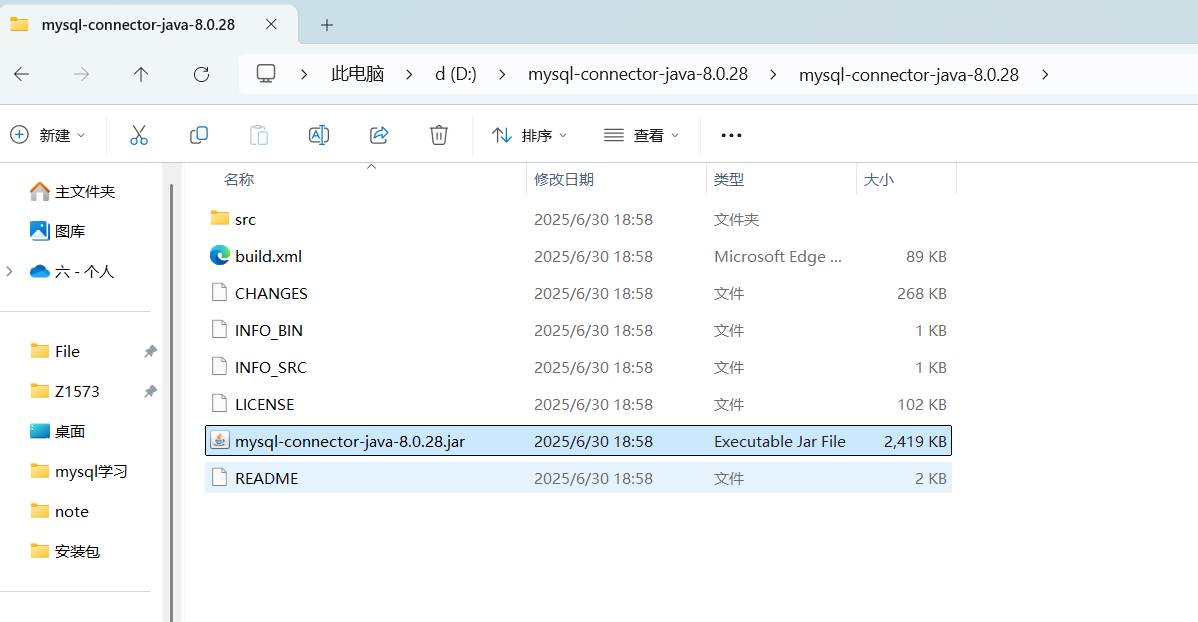 mysql-connector-java-8.0.28
此电脑 d (D:) mysql-connector-java-8.0.28 mysql-connector-java-8.0.28
新建 排序 查看
名称 修改日期 类型 大小
主文件夹
图库
六 - 个人
File
Z1573
桌面
mysql学习
note
安装包
src 2025/6/30 18:58 文件夹
build.xml 2025/6/30 18:58 Microsoft Edge ... 89 KB
CHANGES 2025/6/30 18:58 文件 268 KB
INFO_BIN 2025/6/30 18:58 文件 1 KB
INFO_SRC 2025/6/30 18:58 文件 1 KB
LICENSE 2025/6/30 18:58 文件 102 KB
mysql-connector-java-8.0.28.jar 2025/6/30 18:58 Executable Jar File 2,419 KB
README 2025/6/30 18:58 文件 2 KB